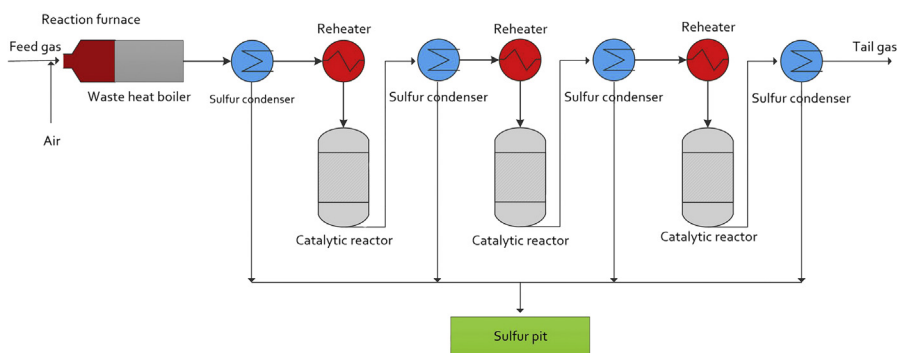 Reaction furnace
Feed gas
Waste heat boiler
Air
Sulfur condenser
Reheater
Catalytic reactor
Sulfur condenser
Reheater
Catalytic reactor
Sulfur condenser
Reheater
Catalytic reactor
Sulfur condenser
Tail gas
Sulfur pit